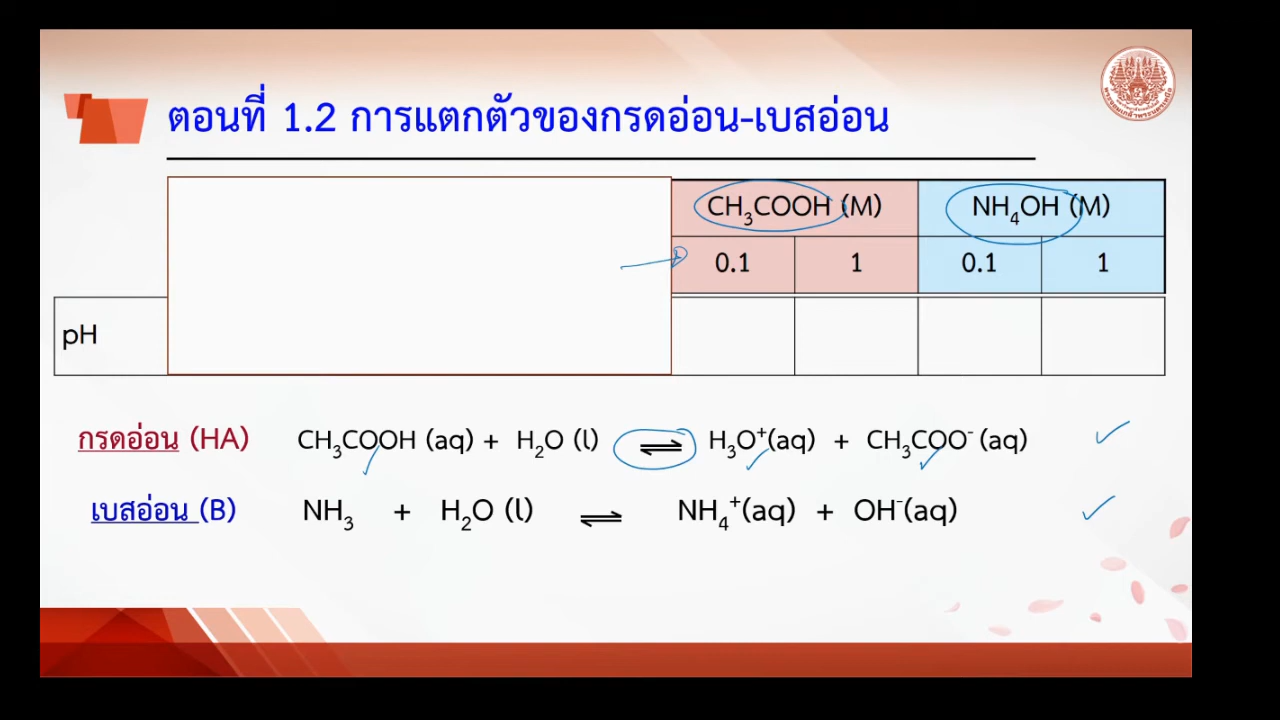 ตอนที่ 1.2 การแตกตัวของกรดอ่อน-เบสอ่อน
CH₃COOH (M) NH₄OH (M)
0.1 1 0.1 1
pH
กรดอ่อน (HA) CH₃COOH (aq) + H₂O (l) ⇌ H₃O⁺(aq) + CH₃COO⁻ (aq)
เบสอ่อน (B) NH₃ + H₂O (l) ⇌ NH₄⁺(aq) + OH⁻(aq)